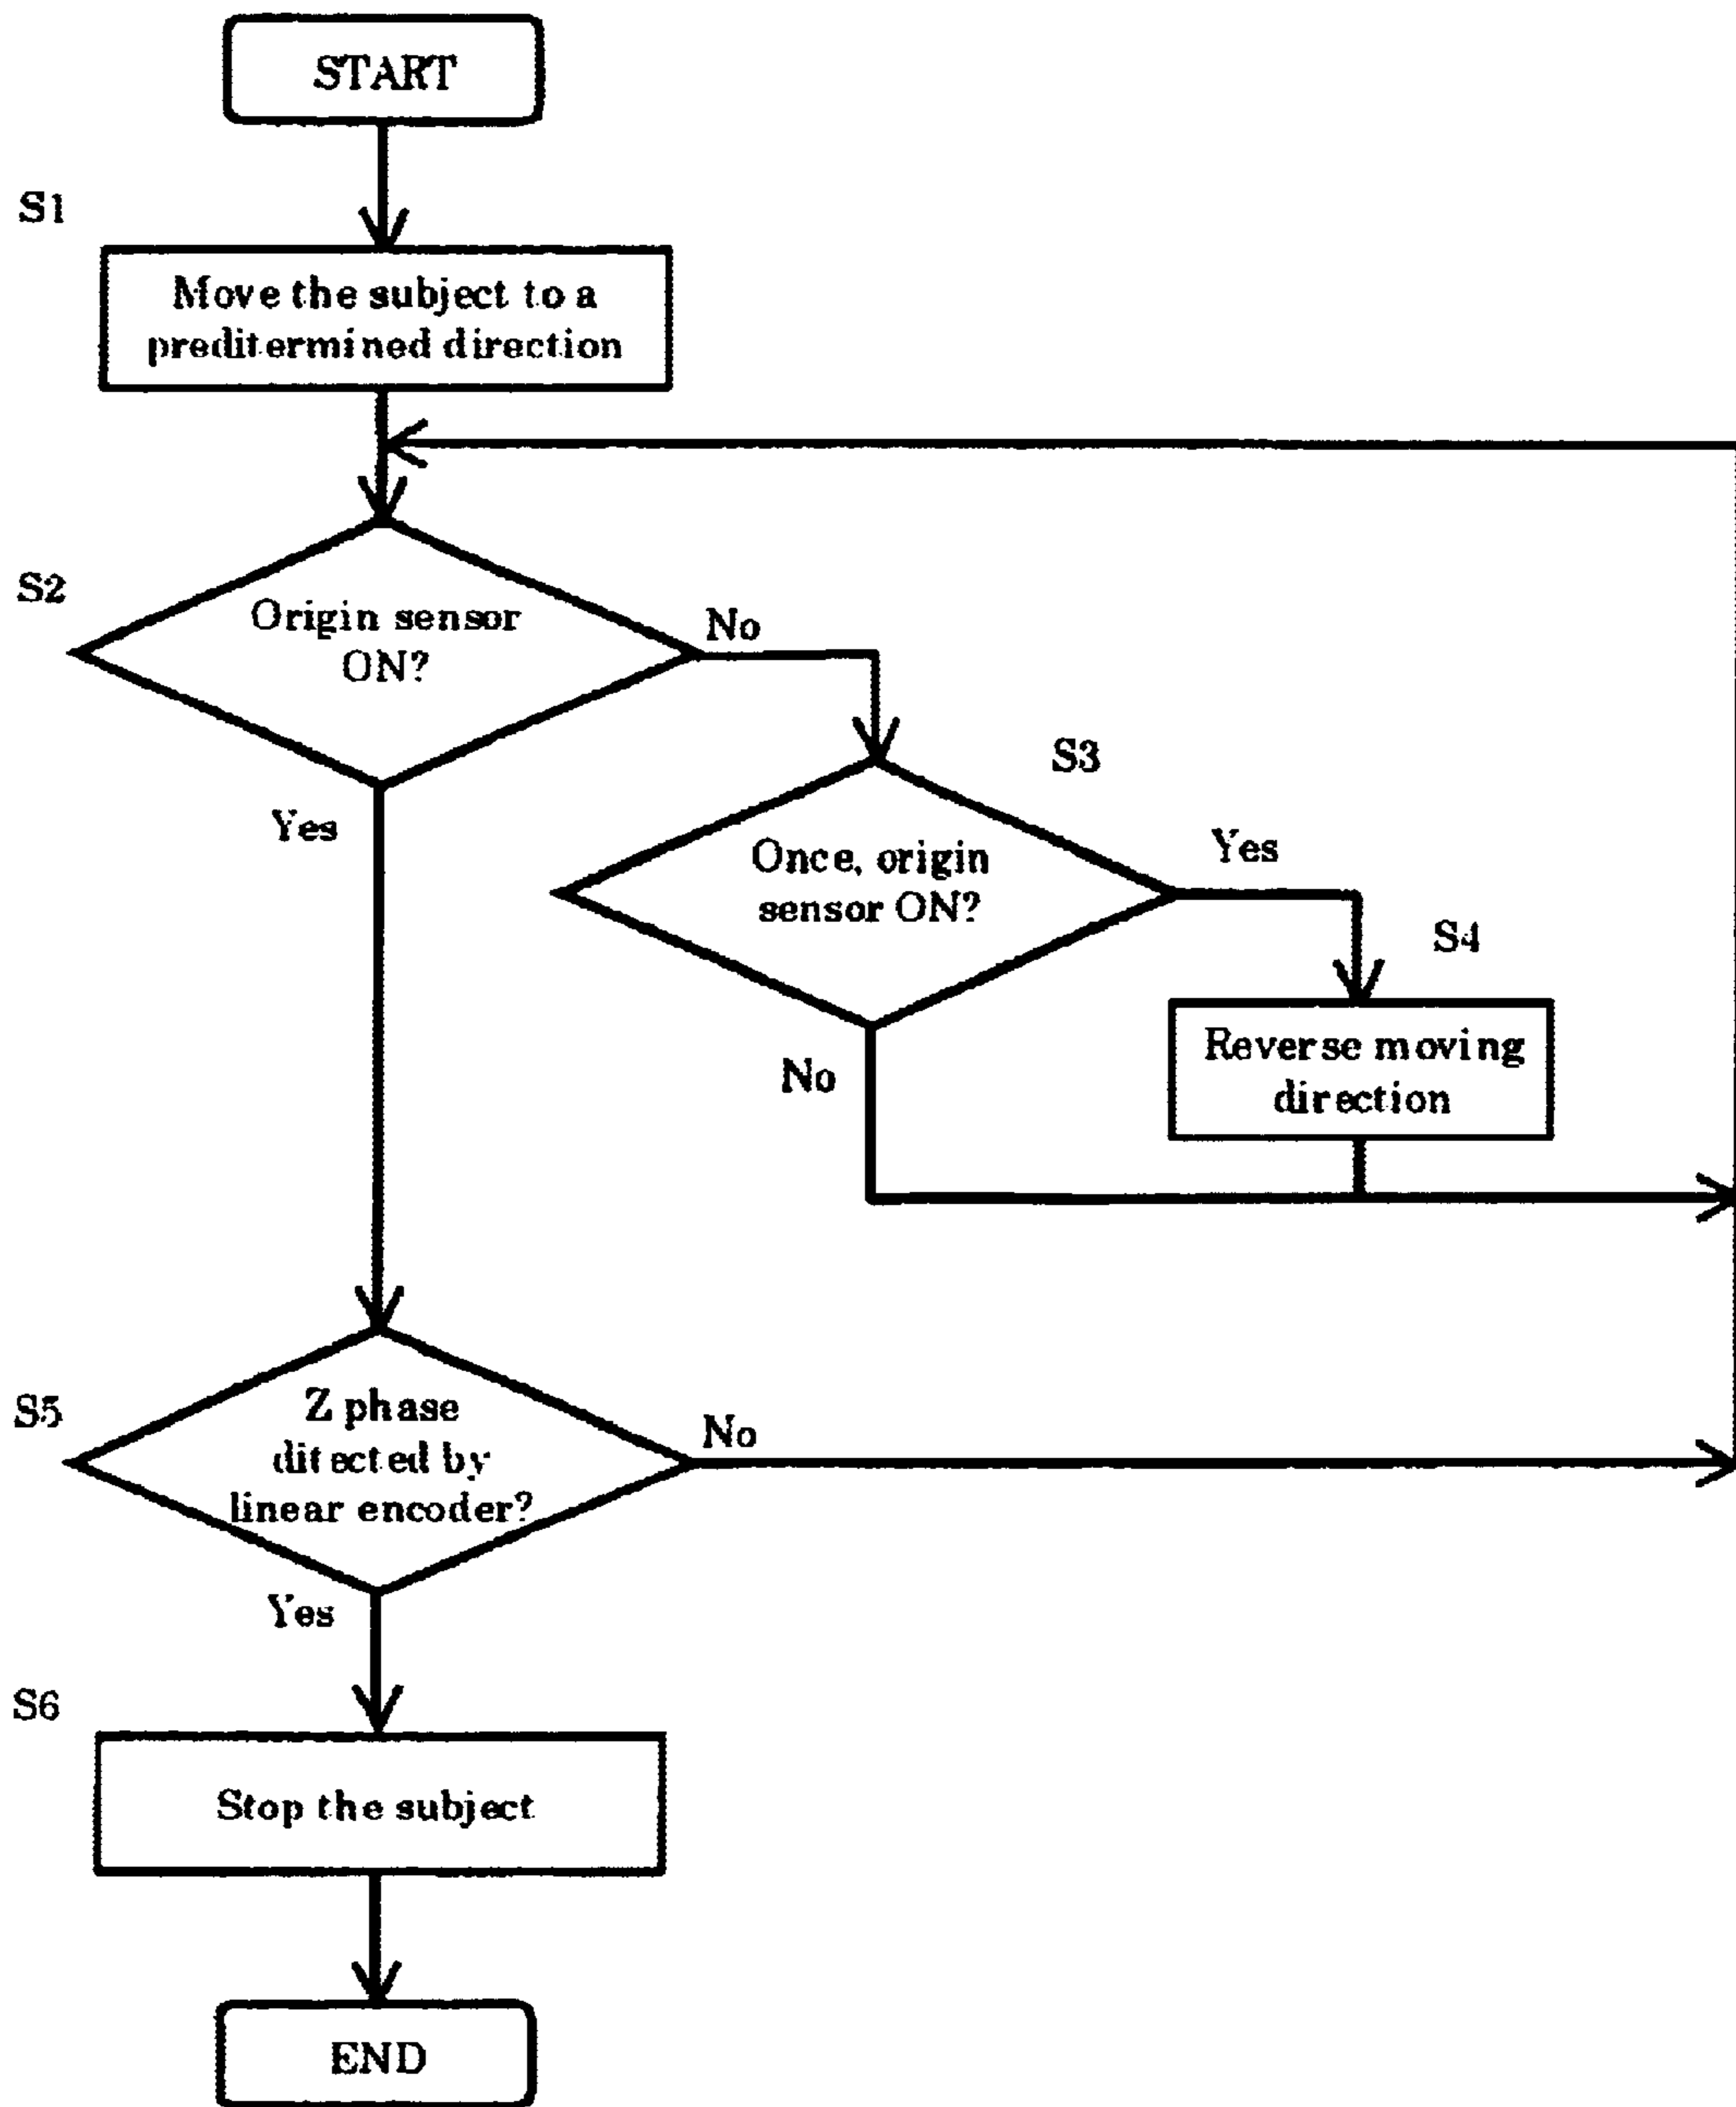 START
S1
Move the subject to a
preditermined direction
S2
Origin sensor
ON?
No
Yes
S3
Once, origin
sensor ON?
Yes
No
S4
Reverse moving
direction
S5
Z phase
ditected by
linear encoder?
No
Yes
S6
Stop the subject
END